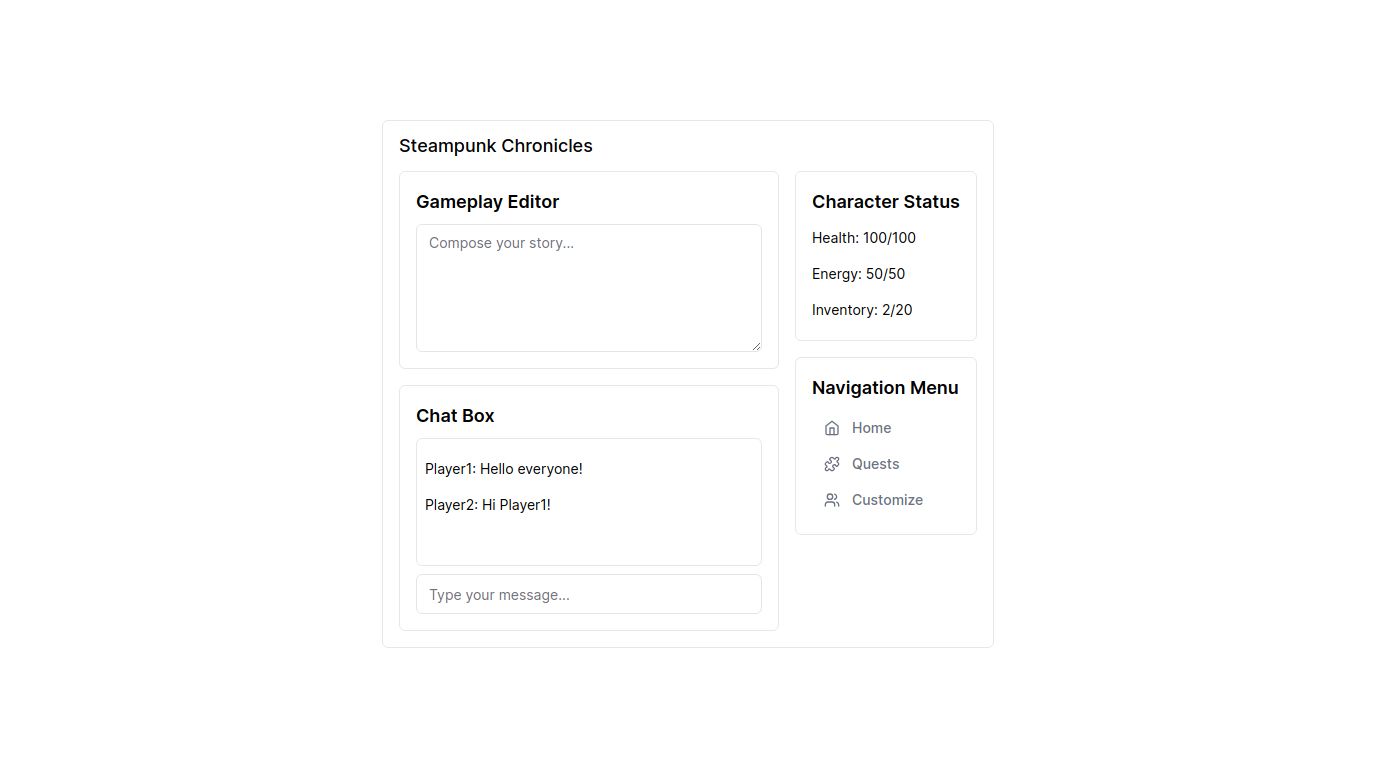 Steampunk Chronicles
Gameplay Editor
Compose your story...
Chat Box
Player1: Hello everyone!
Player2: Hi Player1!
Type your message...
Character Status
Health: 100/100
Energy: 50/50
Inventory: 2/20
Navigation Menu
Home
Quests
Customize